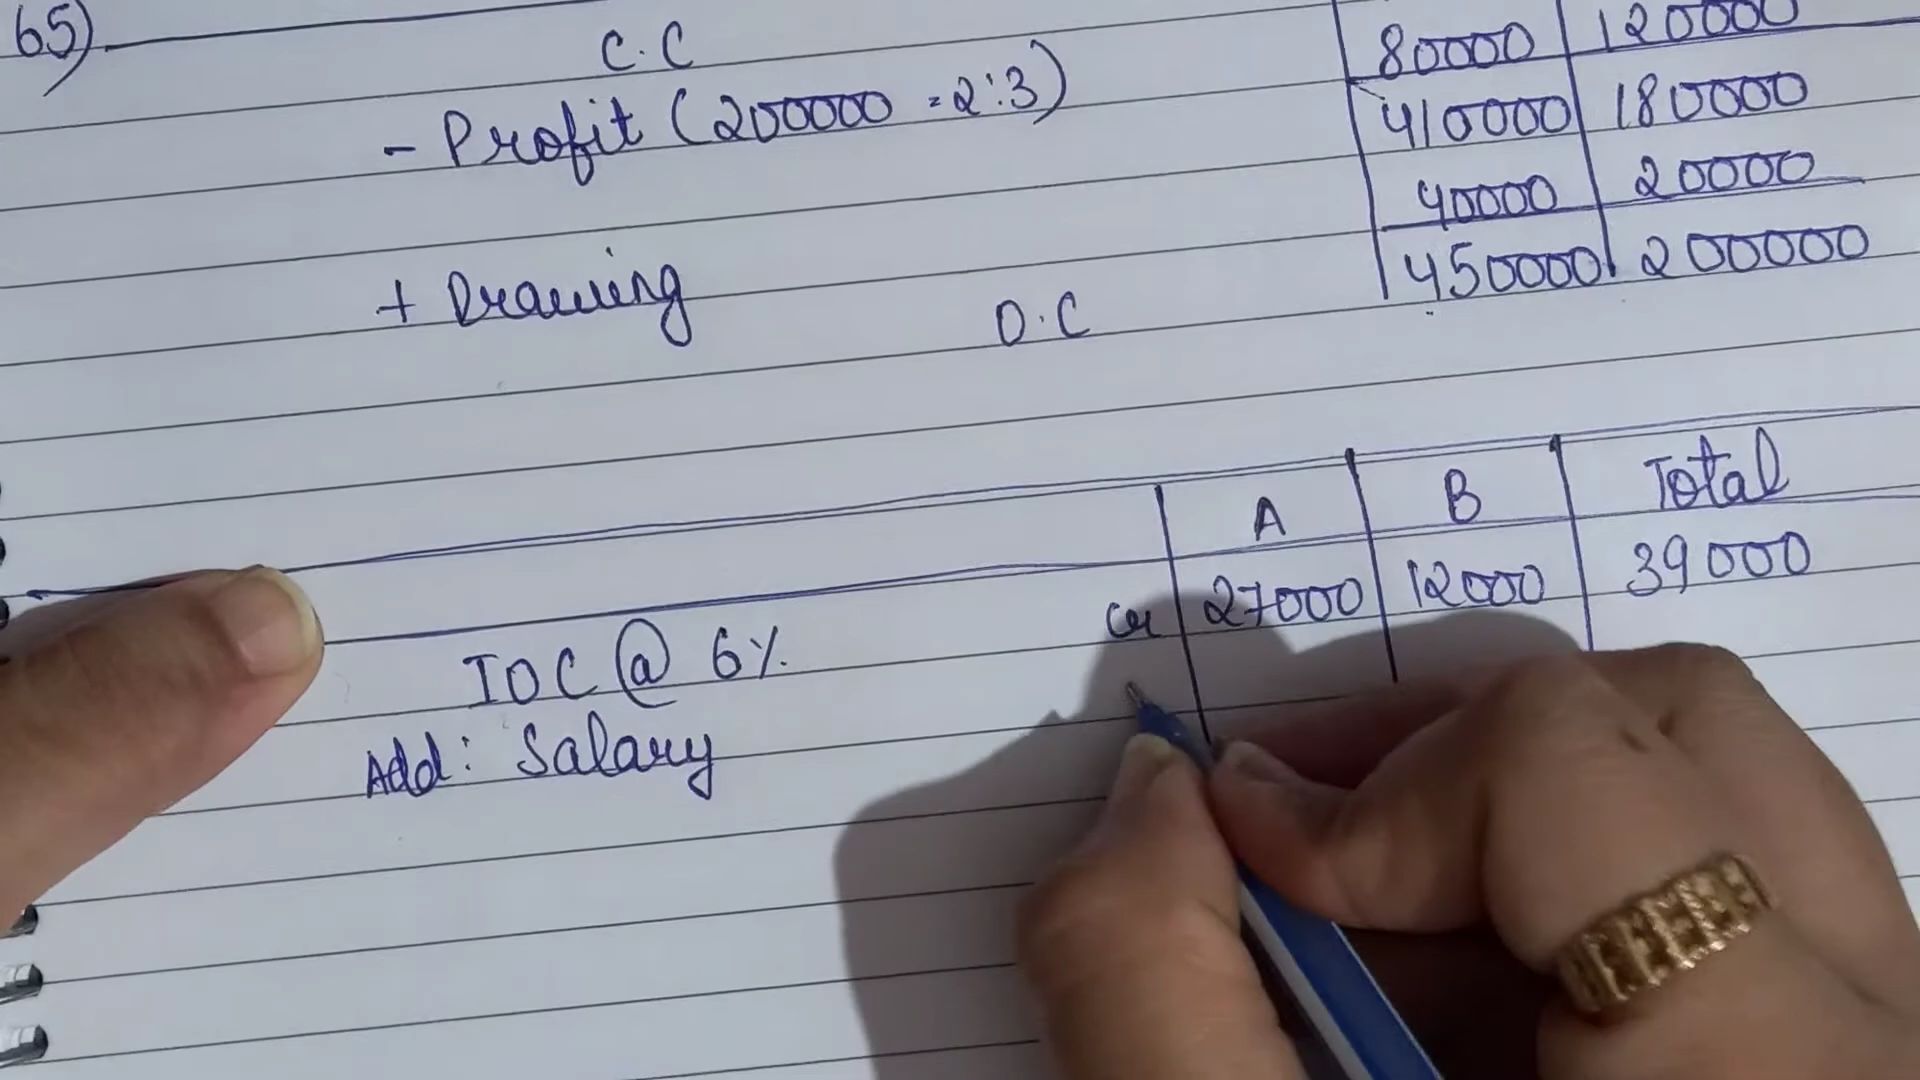 65)
C.C 80000 120000
- Profit (200000 = 2:3) 410000 180000
+ Drawing 40000 20000
O.C 450000 200000
A B Total
IOC @ 6% Cr 27000 12000 39000
Add: Salary